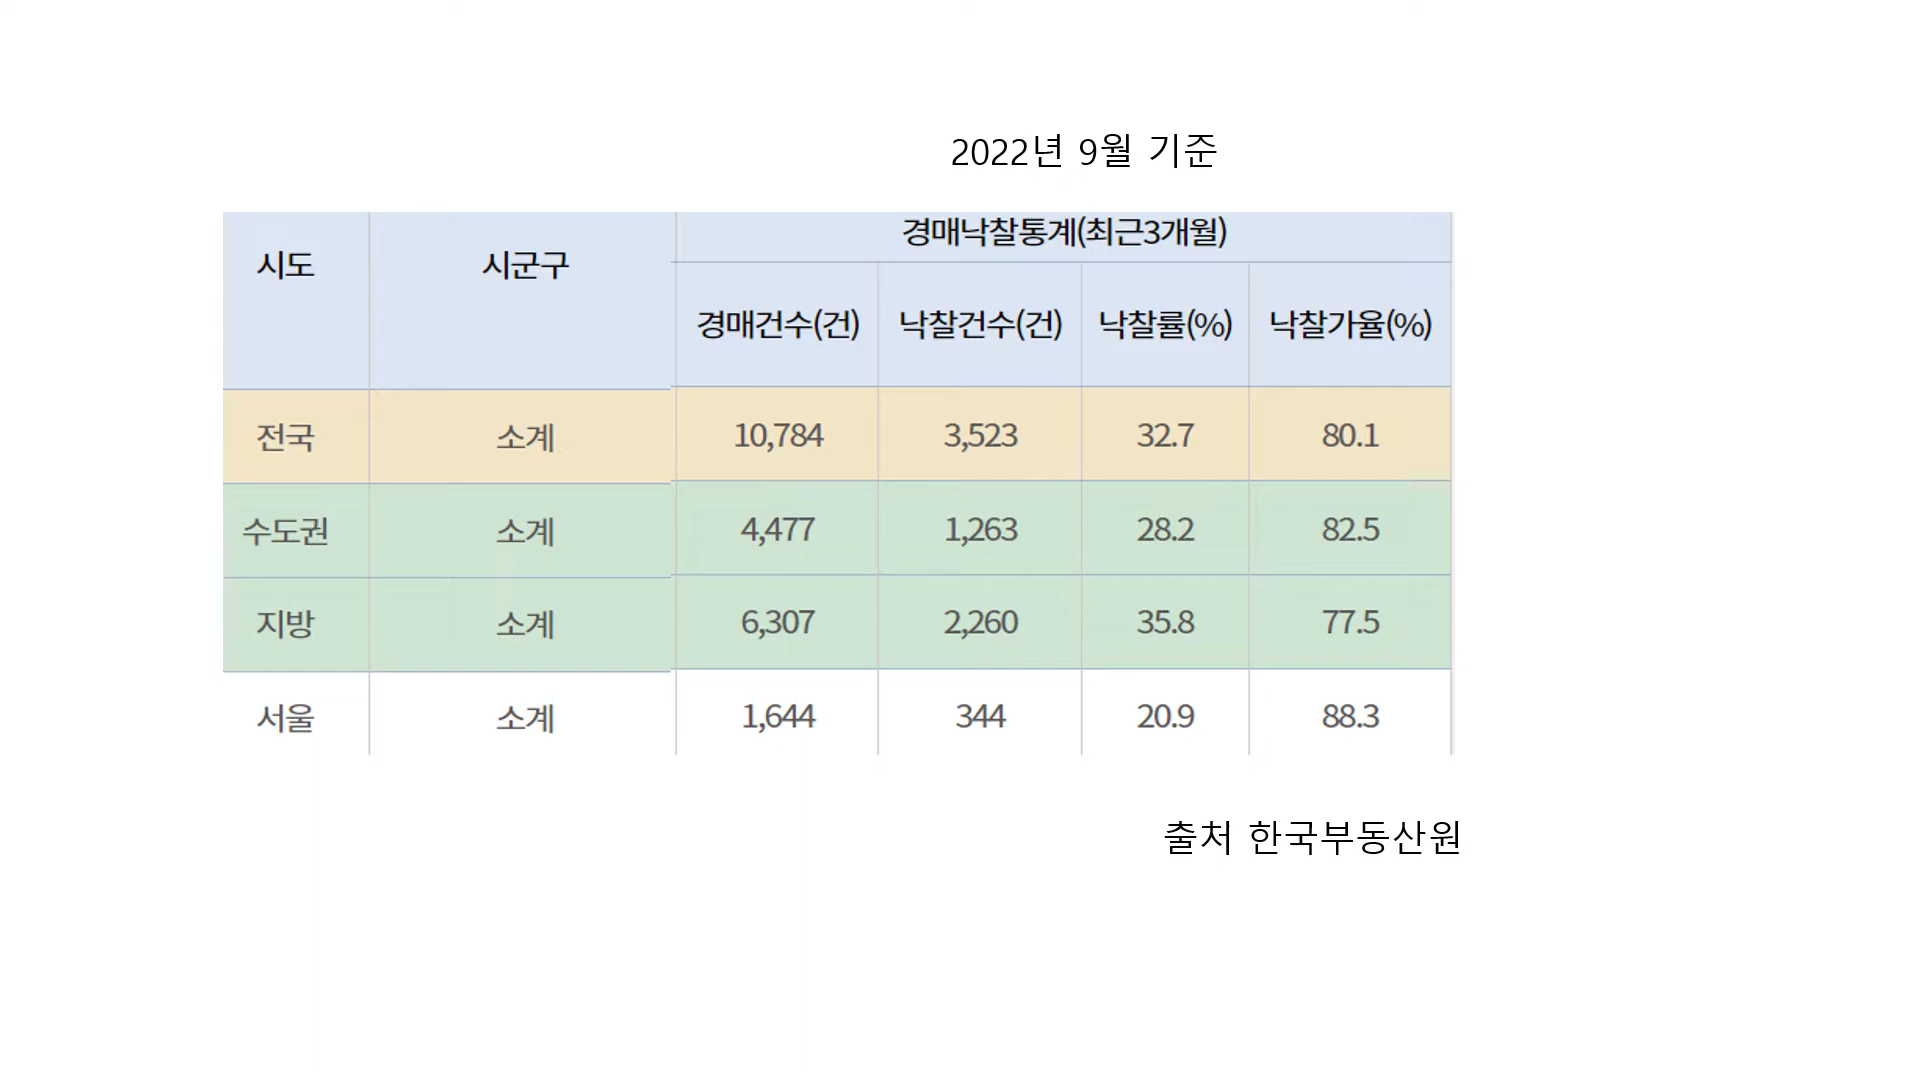 2022년 9월 기준
시도 시군구 경매낙찰통계(최근3개월)
경매건수(건) 낙찰건수(건) 낙찰률(%) 낙찰가율(%)
전국 소계 10,784 3,523 32.7 80.1
수도권 소계 4,477 1,263 28.2 82.5
지방 소계 6,307 2,260 35.8 77.5
서울 소계 1,644 344 20.9 88.3
출처 한국부동산원